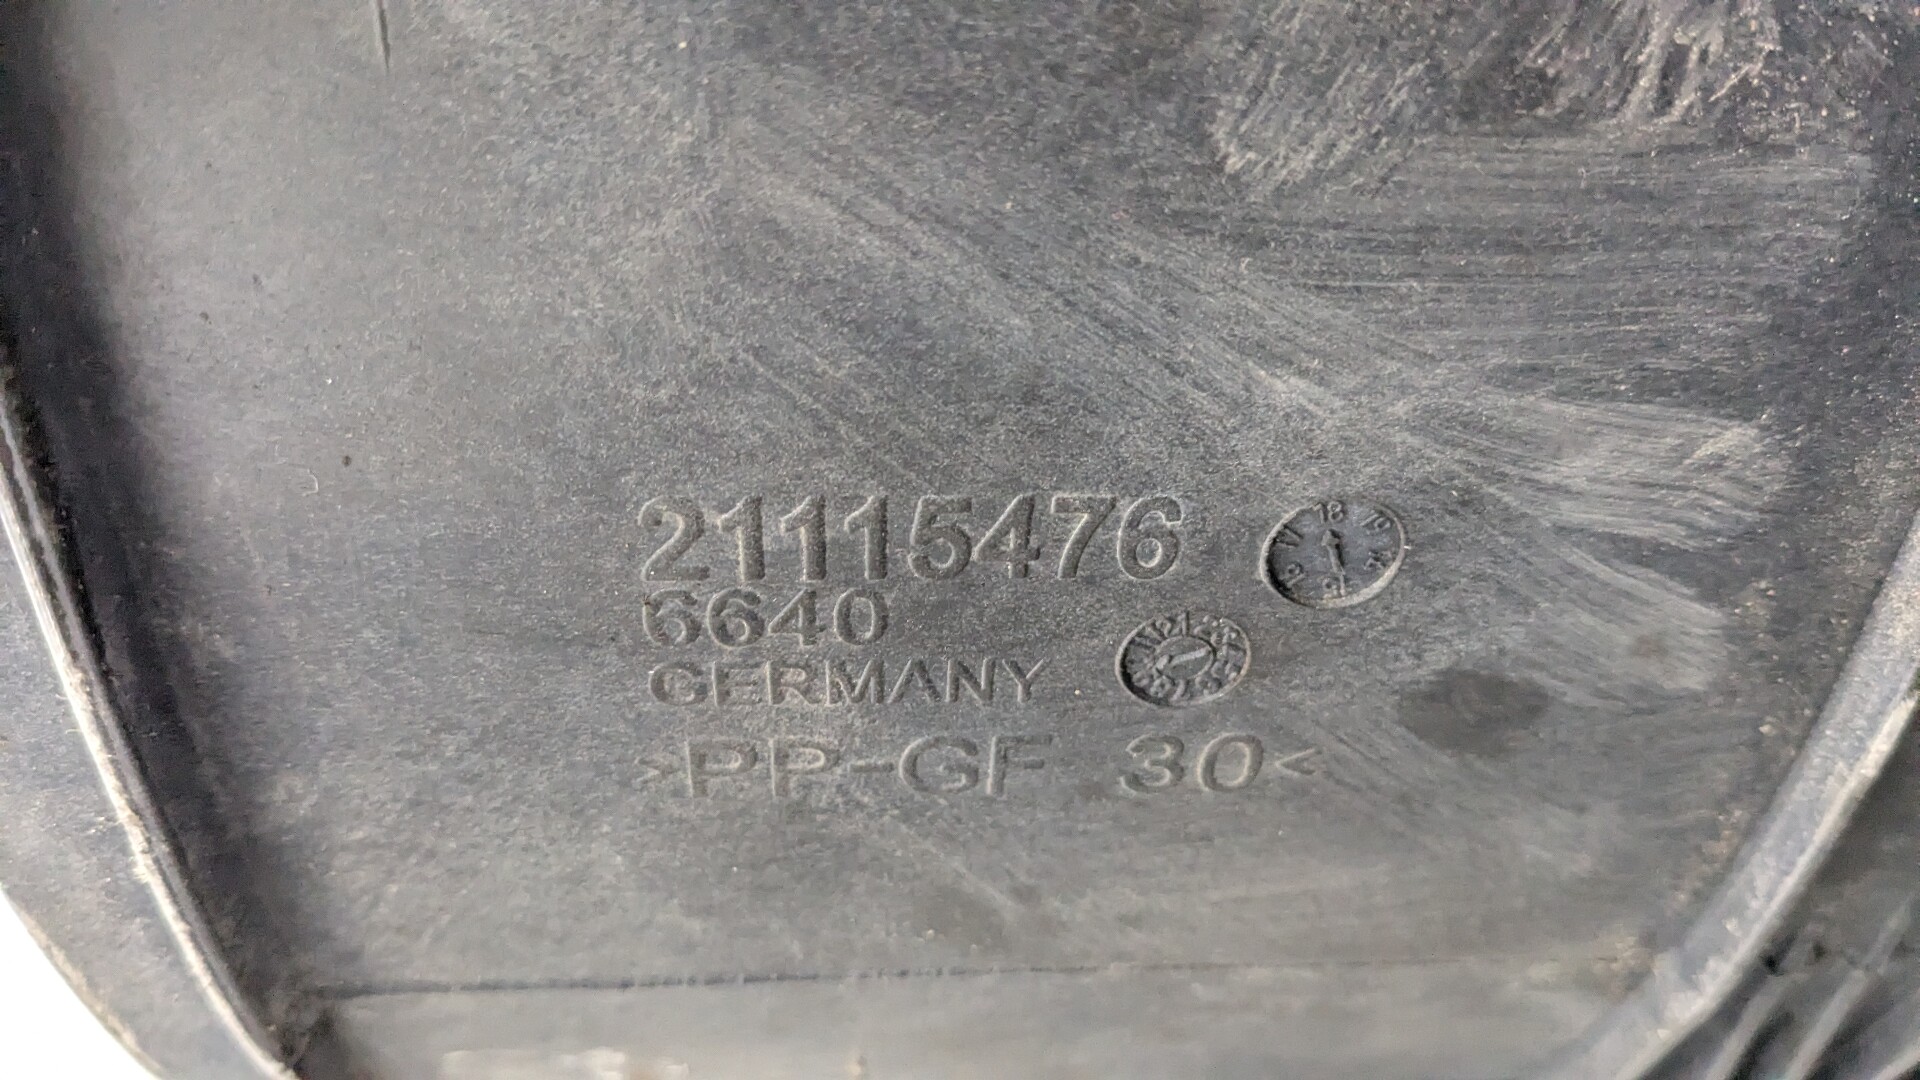 21115476
6640
GERMANY
>PP-GF 30<